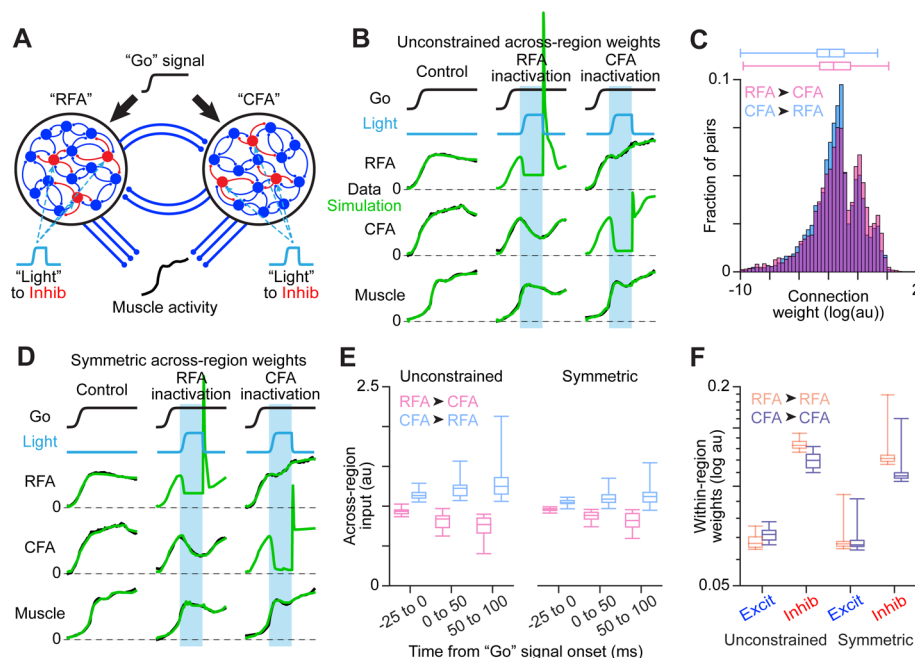 A
"Go" signal
"RFA"
"CFA"
"Light"
to Inhib
Muscle activity
"Light"
to Inhib
B
Unconstrained across-region weights
Control
RFA
inactivation
CFA
inactivation
Go
Light
RFA
Data
0
Simulation
CFA
0
Muscle
0
C
0.1
RFA➤CFA
CFA➤RFA
Fraction of pairs
0
-10
2
Connection
weight (log(au))
D
Symmetric across-region weights
Control
RFA
inactivation
CFA
inactivation
Go
Light
RFA
0
CFA
0
Muscle
0
E
Unconstrained
Symmetric
2.5
RFA➤CFA
CFA➤RFA
Across-region
input (au)
0
-25 to 0
0 to 50
50 to 100
-25 to 0
0 to 50
50 to 100
Time from "Go" signal onset (ms)
F
0.2
RFA➤RFA
CFA➤CFA
Within-region
weights (log au)
0.05
Excit
Inhib
Excit
Inhib
Unconstrained
Symmetric